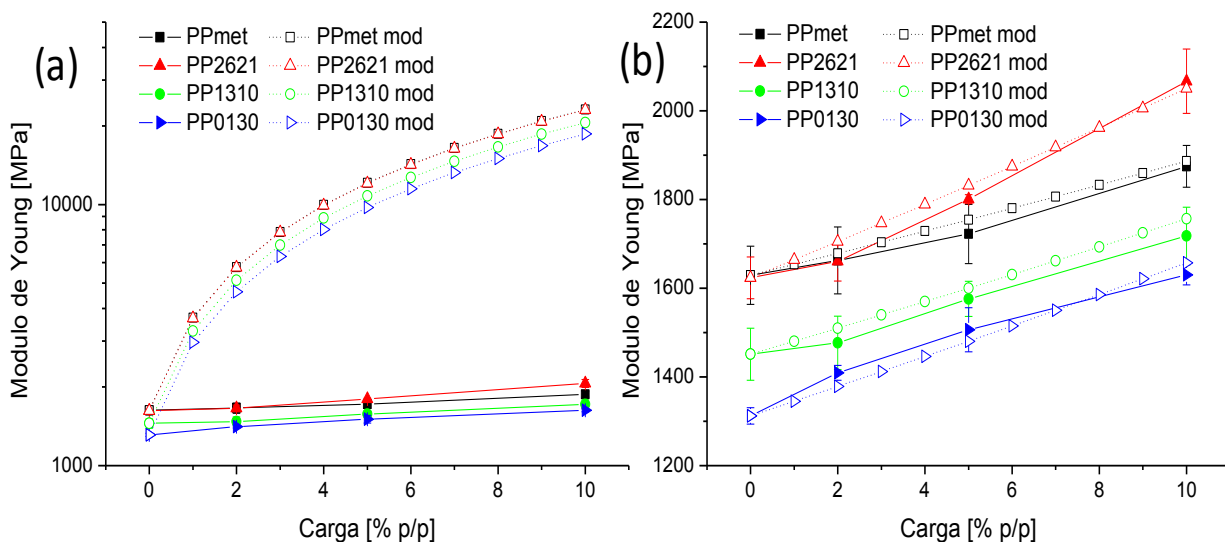 (a)
PPmet
PP2621
PP1310
PP0130
PPmet mod
PP2621 mod
PP1310 mod
PP0130 mod
Modulo de Young [MPa]
10000
1000
0 2 4 6 8 10
Carga [% p/p]
(b)
PPmet
PP2621
PP1310
PP0130
PPmet mod
PP2621 mod
PP1310 mod
PP0130 mod
Modulo de Young [MPa]
2200
2000
1800
1600
1400
1200
0 2 4 6 8 10
Carga [% p/p]